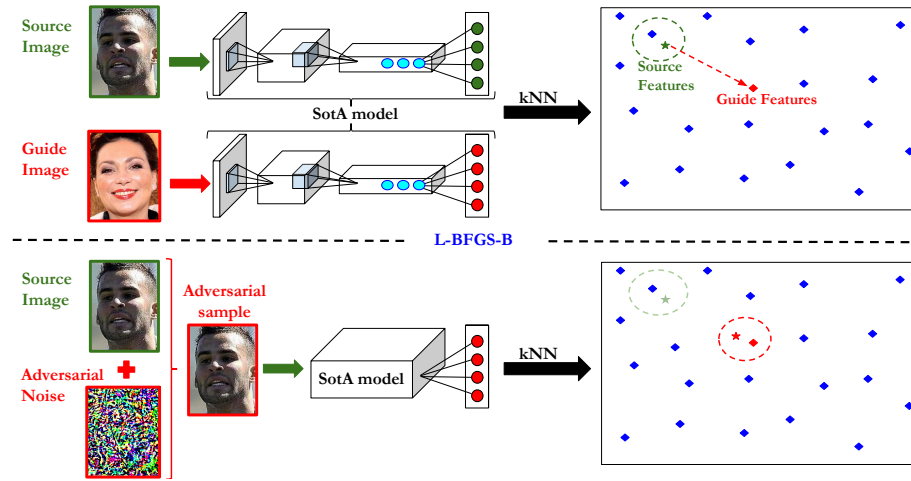 Source
Image
SotA model
kNN
Source
Features
Guide Features
Guide
Image
L-BFGS-B
Source
Image
Adversarial
Noise
Adversarial
sample
SotA model
kNN